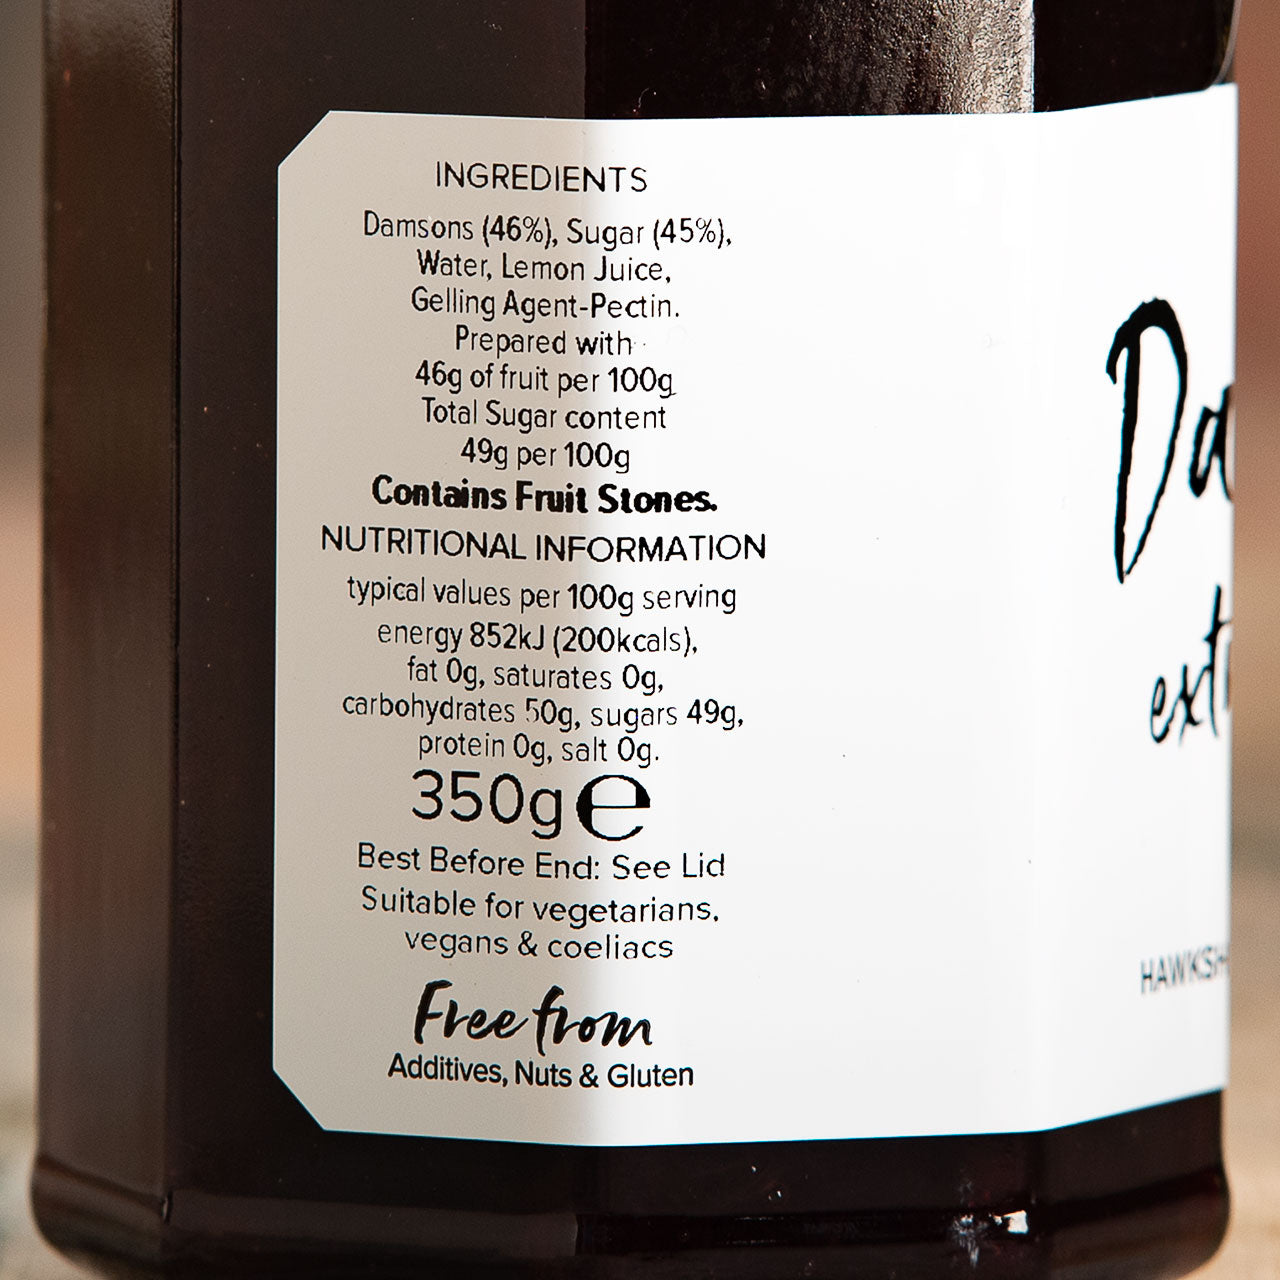 INGREDIENTS
Damsons (46%), Sugar (45%),
Water, Lemon Juice,
Gelling Agent-Pectin.
Prepared with
46g of fruit per 100g
Total Sugar content
49g per 100g
Contains Fruit Stones.
NUTRITIONAL INFORMATION
typical values per 100g serving
energy 852kJ (200kcals),
fat 0g, saturates 0g,
carbohydrates 50g, sugars 49g,
protein 0g, salt 0g.
350g e
Best Before End: See Lid
Suitable for vegetarians,
vegans & coeliacs
Free from
Additives, Nuts & Gluten
Da
ext
HAWKSH